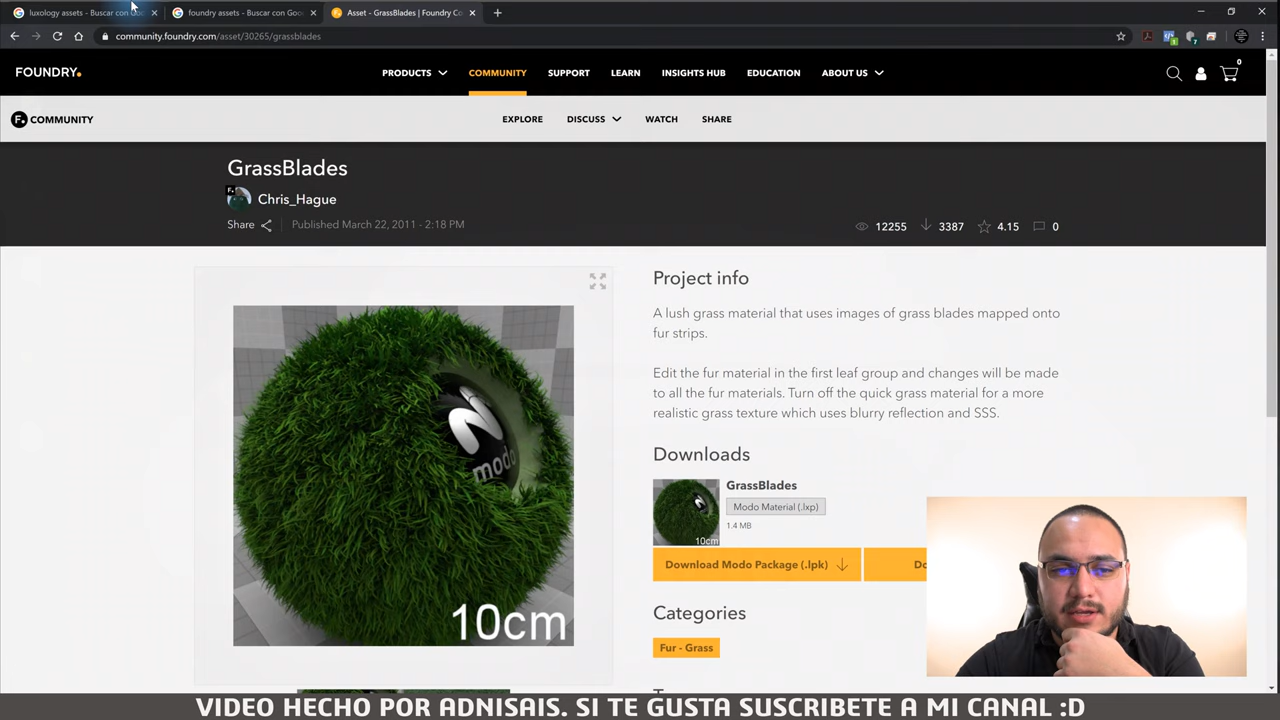 luxology assets - Buscar con Goo
foundry assets - Buscar con Goo
Asset - GrassBlades | Foundry Co
community.foundry.com/asset/30265/grassblades
FOUNDRY.
PRODUCTS
COMMUNITY
SUPPORT
LEARN
INSIGHTS HUB
EDUCATION
ABOUT US
0
COMMUNITY
EXPLORE
DISCUSS
WATCH
SHARE
GrassBlades
Chris_Hague
Share
Published March 22, 2011 - 2:18 PM
12255
3387
4.15
0
Project info
A lush grass material that uses images of grass blades mapped onto
fur strips.
Edit the fur material in the first leaf group and changes will be made
to all the fur materials. Turn off the quick grass material for a more
realistic grass texture which uses blurry reflection and SSS.
modo
10cm
Downloads
GrassBlades
Modo Material (.lxp)
1.4 MB
10cm
Download Modo Package (.lpk)
Do
Categories
Fur - Grass
VIDEO HECHO POR ADNISAIS. SI TE GUSTA SUSCRIBETE A MI CANAL :D